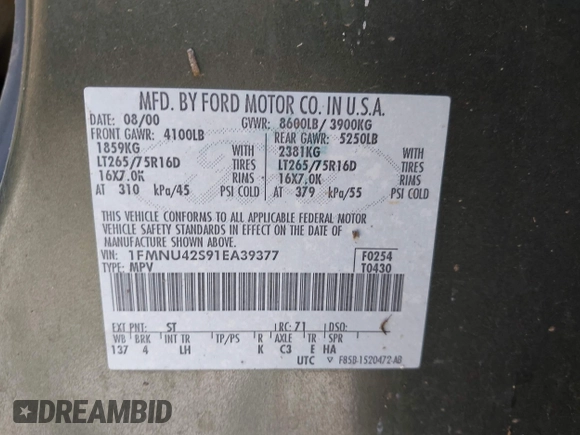 MFD. BY FORD MOTOR CO. IN U.S.A.
DATE: 08/00 GVWR: 8600LB/ 3900KG
FRONT GAWR: 4100LB REAR GAWR: 5250LB
1859KG WITH 2381KG WITH
LT265/75R16D TIRES LT265/75R16D TIRES
16X7.0K RIMS 16X7.0K RIMS
AT 310 kPa/45 PSI COLD AT 379 kPa/55 PSI COLD
THIS VEHICLE CONFORMS TO ALL APPLICABLE FEDERAL MOTOR
VEHICLE SAFETY STANDARDS IN EFFECT ON THE DATE OF
MANUFACTURE SHOWN ABOVE.
VIN: 1FMNU42S91EA39377 F0254
TYPE: MPV T0430
EXT PNT: ST RC: 71 DSO:
WB BRK INT TR TP/PS R AXLE TR SPR
137 4 LH K C3 E HA
UTC F85B-1520472-AB
DREAMBID